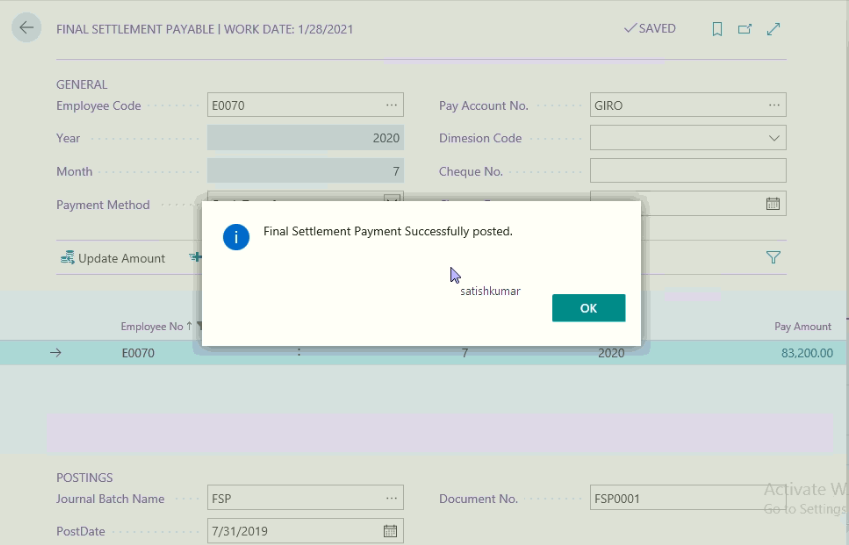 FINAL SETTLEMENT PAYABLE | WORK DATE: 1/28/2021
SAVED
GENERAL
Employee Code E0070 Pay Account No. GIRO
Year 2020 Dimesion Code
Month 7 Cheque No.
Payment Method
Final Settlement Payment Successfully posted.
Update Amount
satishkumar
OK
Employee No Pay Amount
E0070 7 2020 83,200.00
POSTINGS
Journal Batch Name FSP Document No. FSP0001
Activate W
Go to Settings
PostDate 7/31/2019